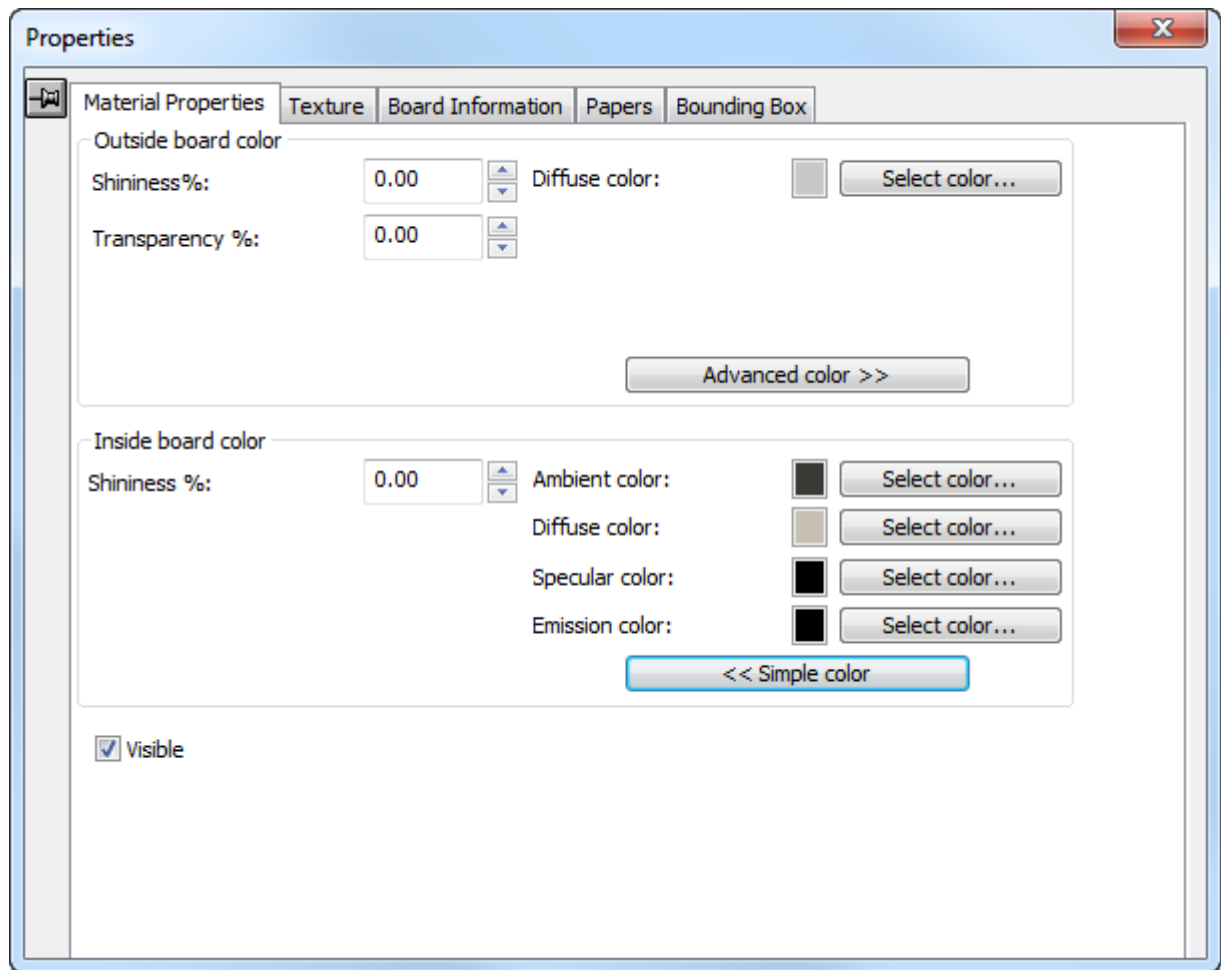 Properties
Material Properties Texture Board Information Papers Bounding Box
Outside board color
Shininess%: 0.00 Diffuse color: Select color...
Transparency %: 0.00
Advanced color >>
Inside board color
Shininess %: 0.00 Ambient color: Select color...
Diffuse color: Select color...
Specular color: Select color...
Emission color: Select color...
<< Simple color
Visible